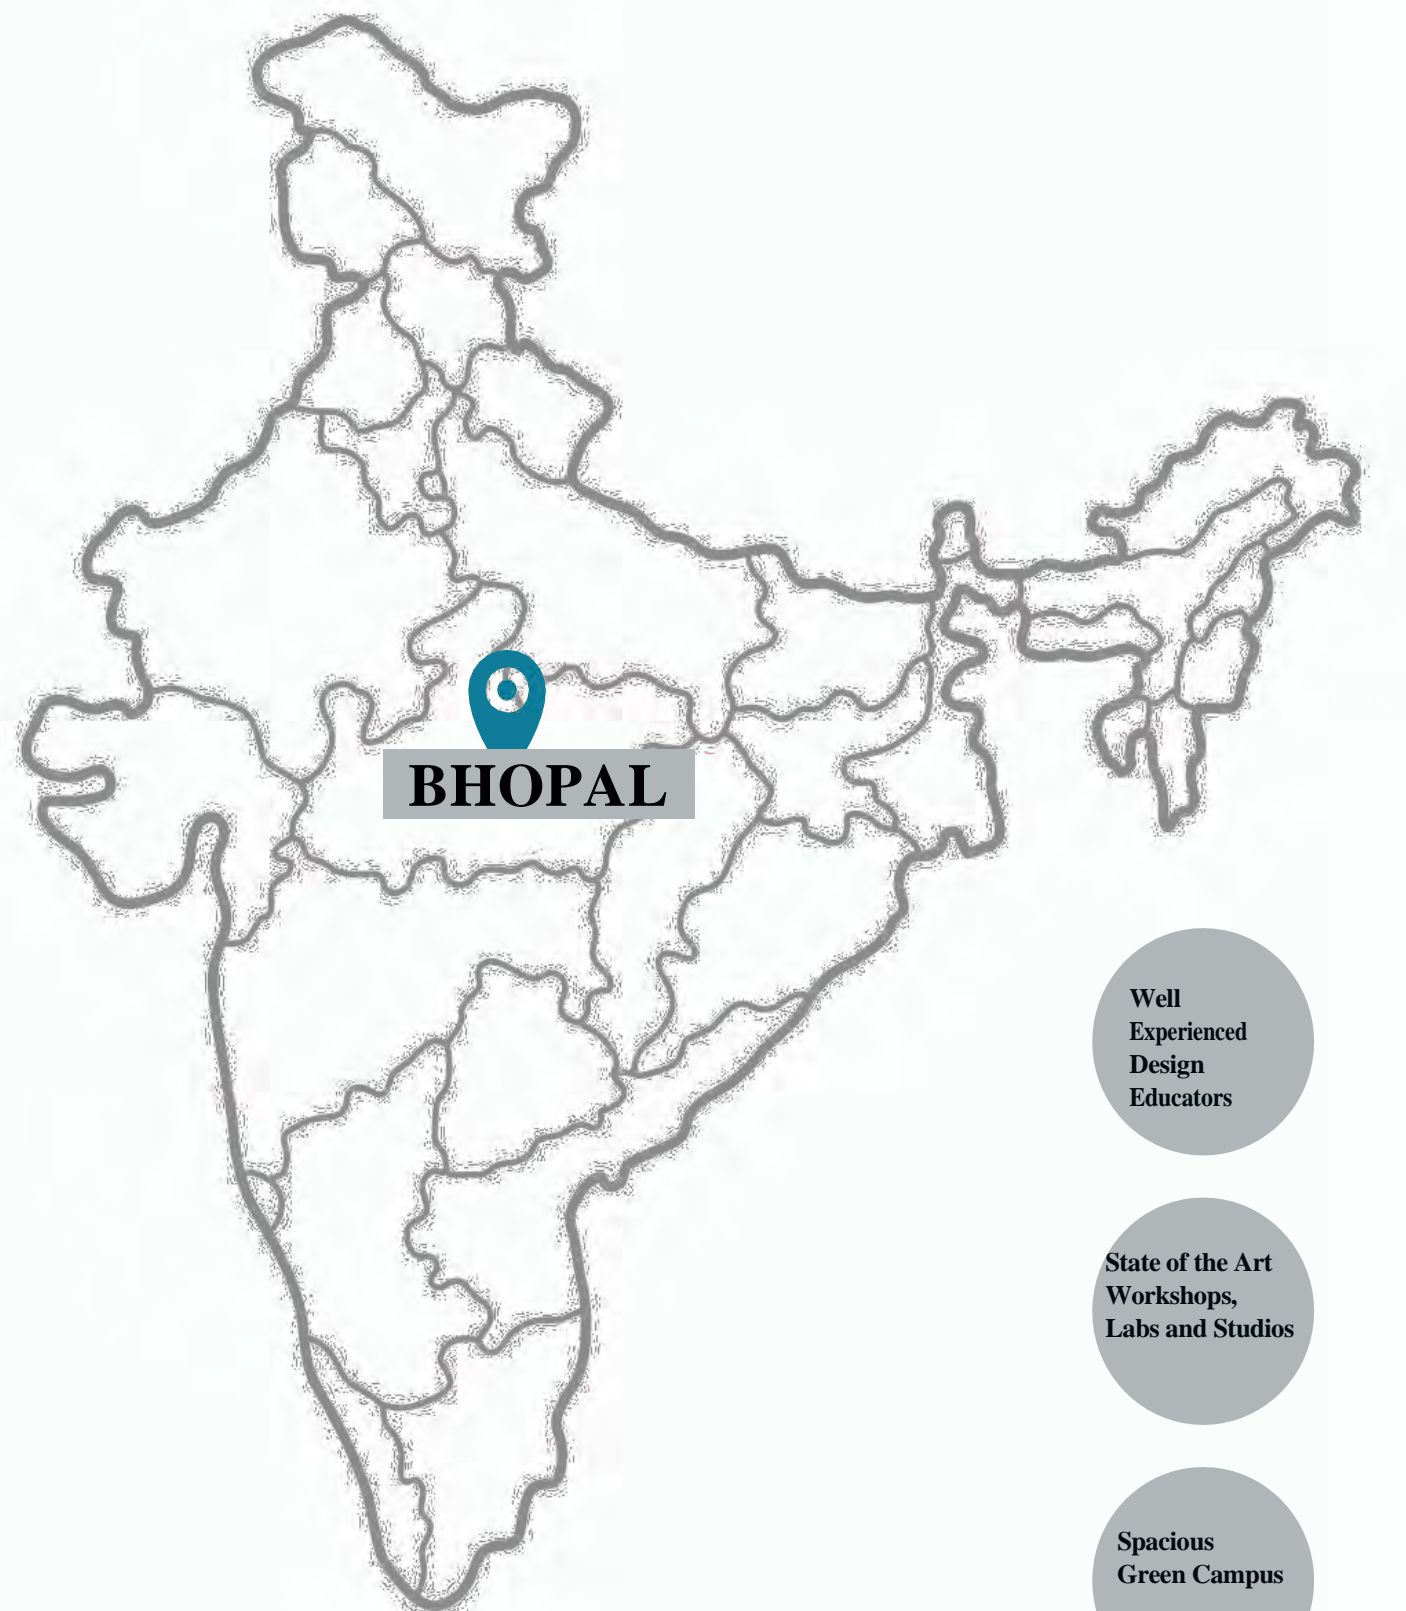 BHOPAL
Well
Experienced
Design
Educators
State of the Art
Workshops,
Labs and Studios
Spacious
Green Campus